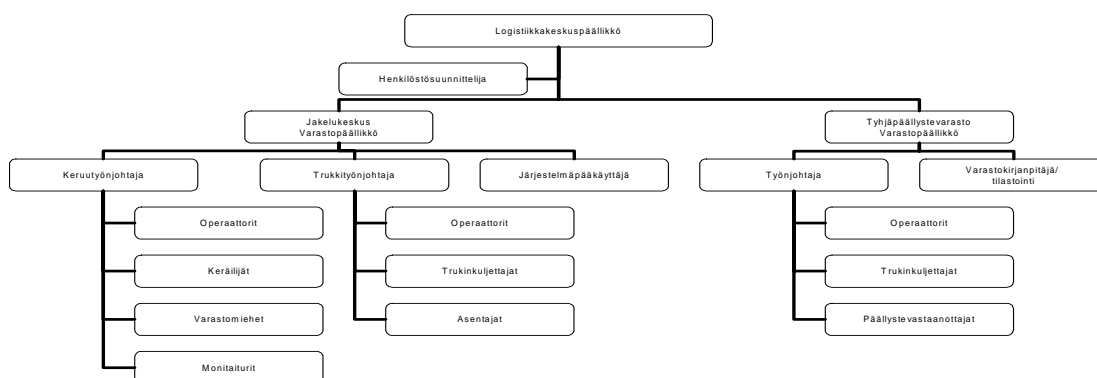 Logistiikkakeskuspäällikkö
Henkilöstösuunnittelija
Jakelukeskus
Varastopäällikkö
Tyhjäpäällystevarasto
Varastopäällikkö
Keruutyönjohtaja
Trukkityönjohtaja
Järjestelmäpääkäyttäjä
Työnjohtaja
Varastokirjanpitäjä/
tilastointi
Operaattorit
Operaattorit
Operaattorit
Keräilijät
Trukinkuljettajat
Trukinkuljettajat
Varastomiehet
Asentajat
Päällystevastaanottajat
Monitaiturit